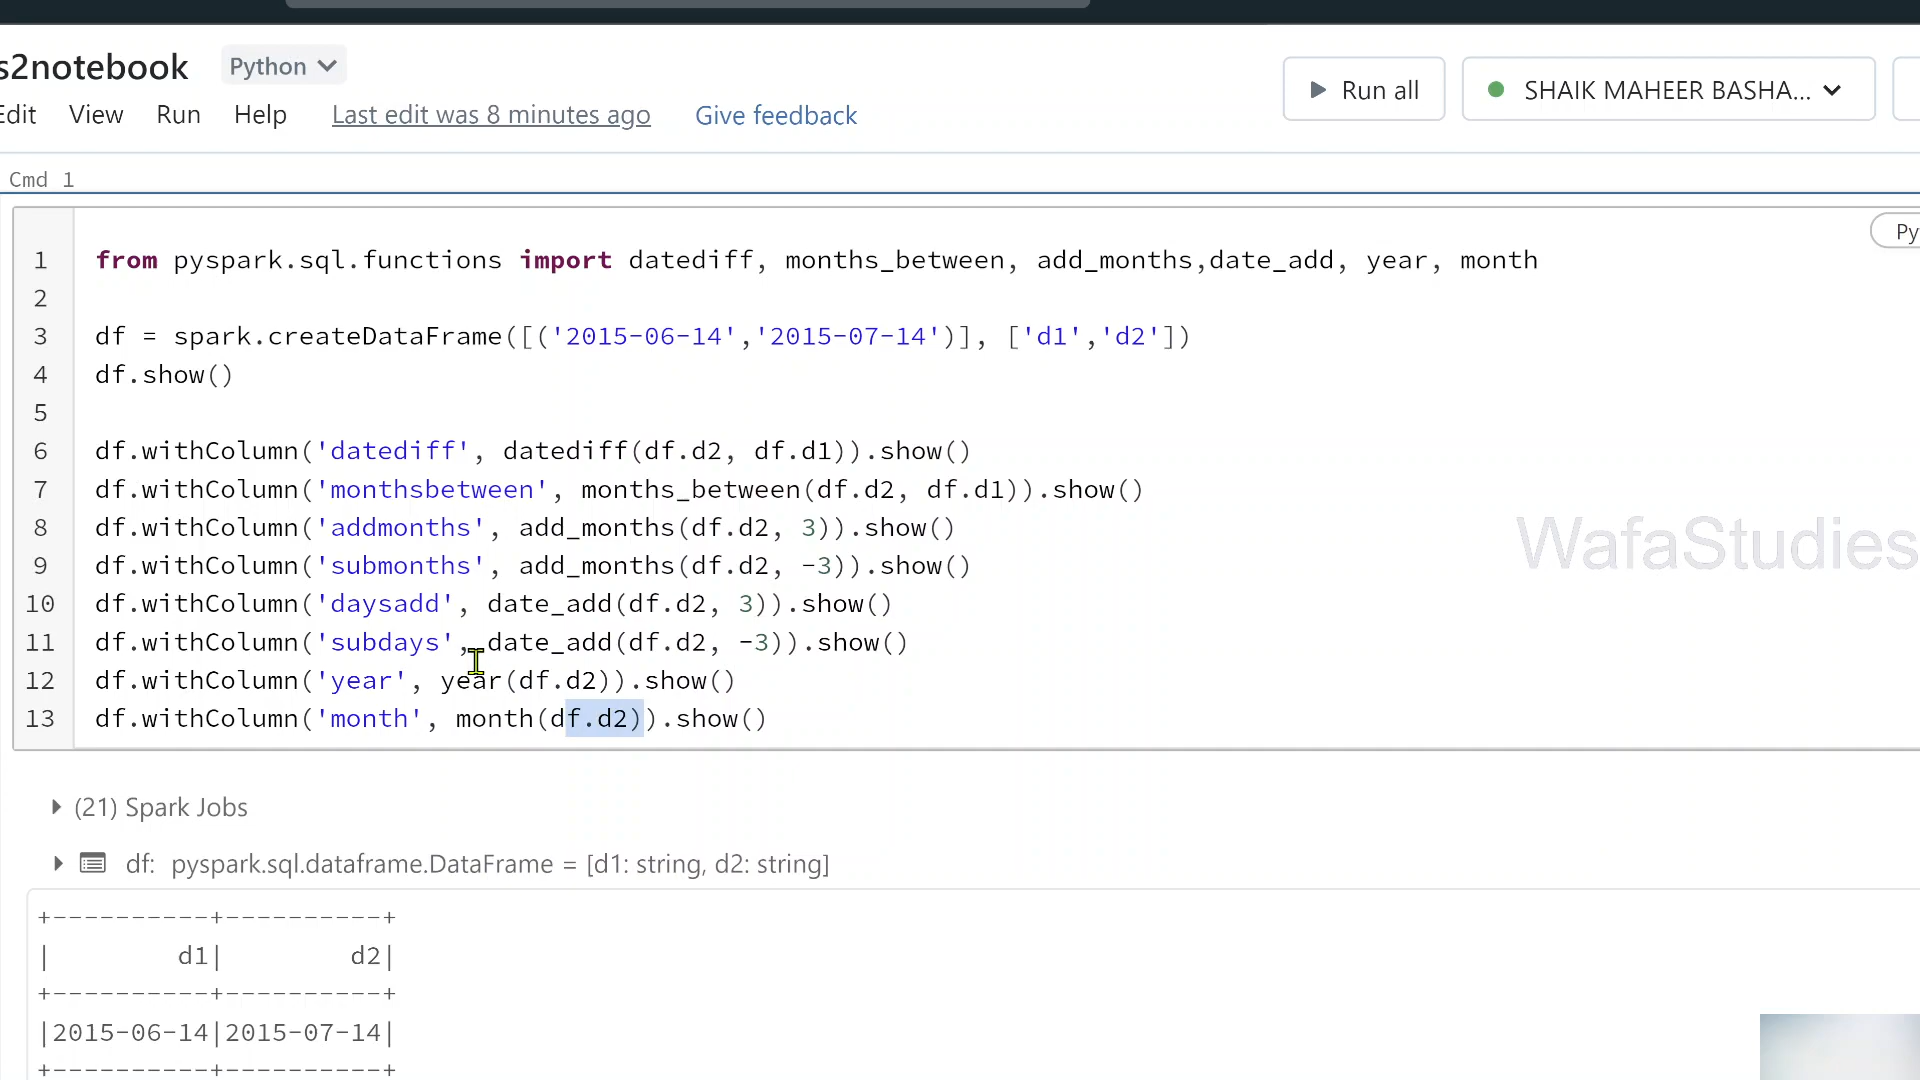 s2notebook Python
Edit View Run Help Last edit was 8 minutes ago Give feedback Run all SHAIK MAHEER BASHA...
Cmd 1
Py
1 from pyspark.sql.functions import datediff, months_between, add_months,date_add, year, month
2
3 df = spark.createDataFrame([('2015-06-14','2015-07-14')], ['d1','d2'])
4 df.show()
5
6 df.withColumn('datediff', datediff(df.d2, df.d1)).show()
7 df.withColumn('monthsbetween', months_between(df.d2, df.d1)).show()
8 df.withColumn('addmonths', add_months(df.d2, 3)).show()
WafaStudies
9 df.withColumn('submonths', add_months(df.d2, -3)).show()
10 df.withColumn('daysadd', date_add(df.d2, 3)).show()
11 df.withColumn('subdays', date_add(df.d2, -3)).show()
12 df.withColumn('year', year(df.d2)).show()
13 df.withColumn('month', month(df.d2)).show()
(21) Spark Jobs
df: pyspark.sql.dataframe.DataFrame = [d1: string, d2: string]
+----------+----------+
|        d1|        d2|
+----------+----------+
|2015-06-14|2015-07-14|
+----------+----------+